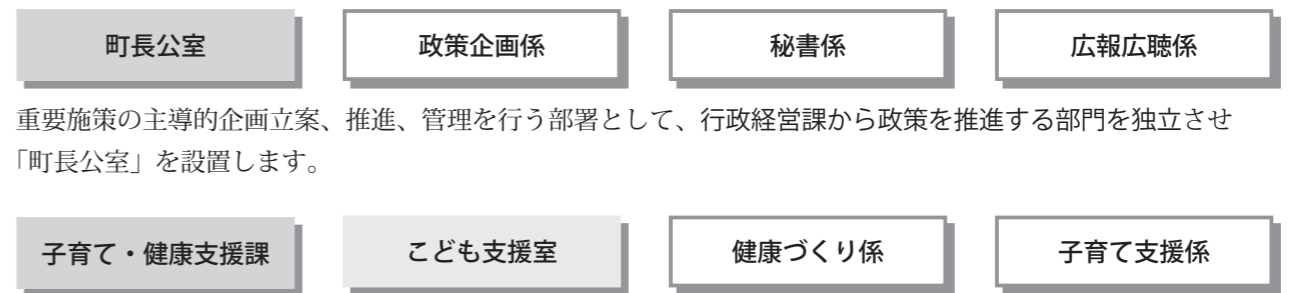 町長公室 政策企画係 秘書係 広報広聴係
重要施策の主導的企画立案、推進、管理を行う部署として、行政経営課から政策を推進する部門を独立させ
「町長公室」を設置します。
子育て・健康支援課 こども支援室 健康づくり係 子育て支援係